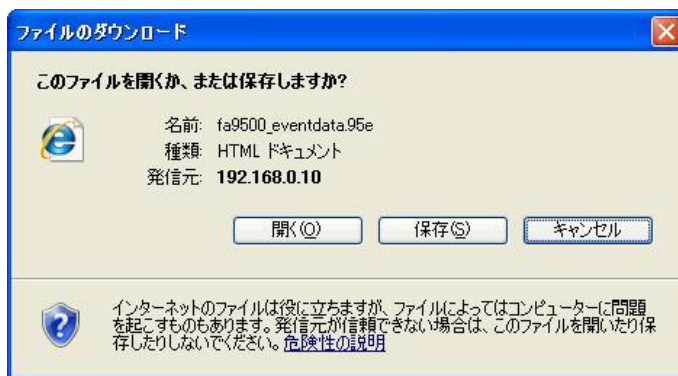 ファイルのダウンロード
このファイルを開くか、または保存しますか?
名前: fa9500_eventdata.95e
種類: HTML ドキュメント
発信元: 192.168.0.10
開く(O) 保存(S) キャンセル
インターネットのファイルは役に立ちますが、ファイルによってはコンピューターに問題
を起こすものもあります。発信元が信頼できない場合は、このファイルを開いたり保
存したりしないでください。危険性の説明